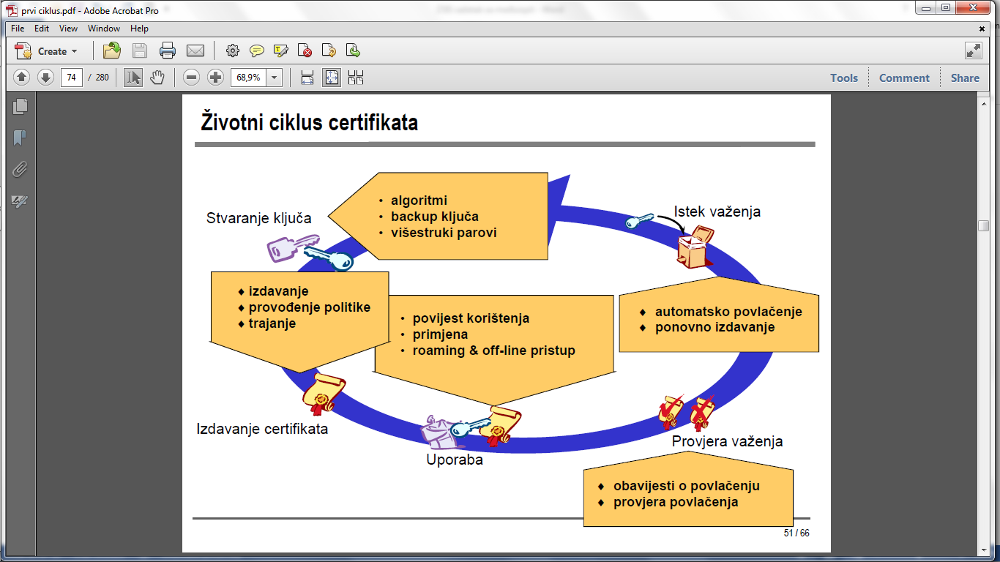 prvi ciklus.pdf - Adobe Acrobat Pro
File Edit View Window Help
Create
74 / 280 68,9% Tools Comment Share
Životni ciklus certifikata
Stvaranje ključa
• algoritmi
• backup ključa
• višestruki parovi
Istek važenja
♦ izdavanje
♦ provođenje politike
♦ trajanje
• povijest korištenja
• primjena
• roaming & off-line pristup
♦ automatsko povlačenje
♦ ponovno izdavanje
Izdavanje certifikata
Uporaba
Provjera važenja
♦ obavijesti o povlačenju
♦ provjera povlačenja
51 / 66